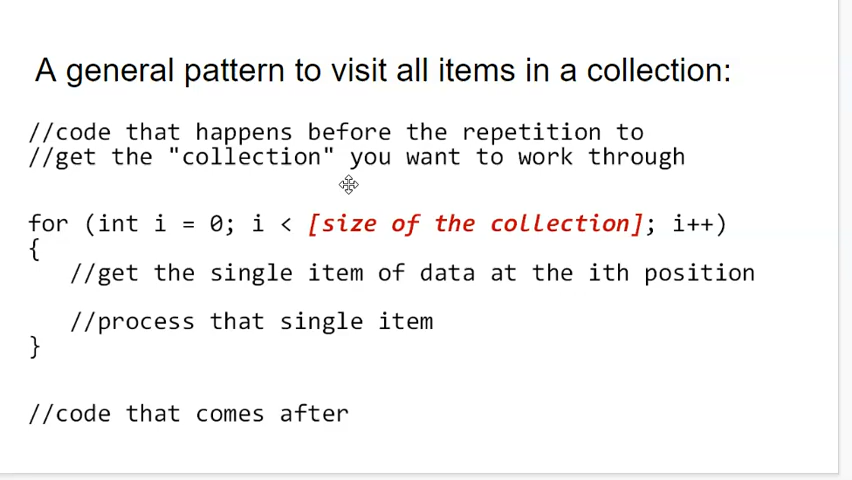 A general pattern to visit all items in a collection:
//code that happens before the repetition to
//get the "collection" you want to work through
for (int i = 0; i < [size of the collection]; i++)
{
//get the single item of data at the ith position
//process that single item
}
//code that comes after